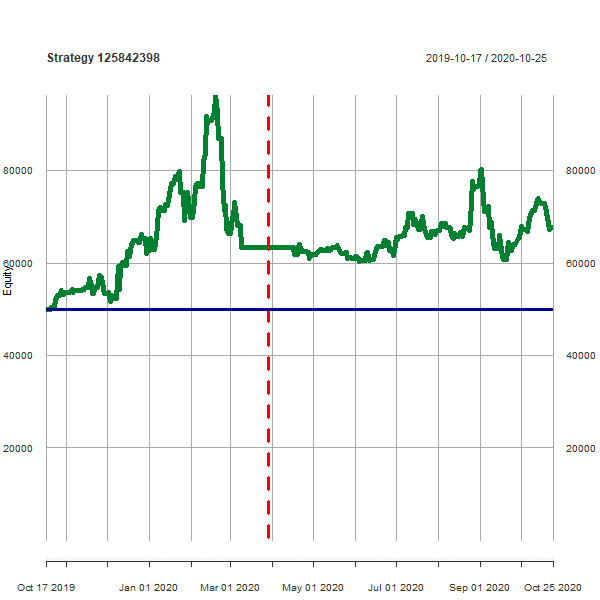 Strategy 125842398
2019-10-17 / 2020-10-25
80000
80000
60000
60000
Equity
40000
40000
20000
20000
Oct 17 2019
Jan 01 2020
Mar 01 2020
May 01 2020
Jul 01 2020
Sep 01 2020
Oct 25 2020